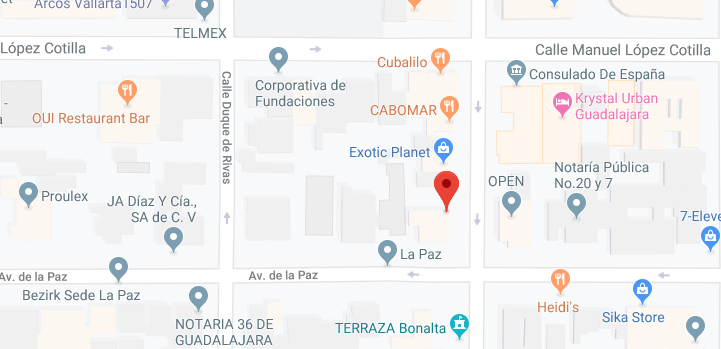 Arcos Vallarta1507
TELMEX
López Cotilla
Calle Manuel López Cotilla
Cubalilo
Corporativa de
Fundaciones
Consulado De España
Krystal Urban
Guadalajara
OUI Restaurant Bar
CABOMAR
Calle Duque de Rivas
Exotic Planet
Notaría Pública
No.20 y 7
OPEN
Proulex
JA Díaz Y Cía.,
SA de C. V
7-Eleve
La Paz
Av. de la Paz
Av. de la Paz
Bezirk Sede La Paz
Heidi's
Sika Store
NOTARIA 36 DE
GUADALAJARA
TERRAZA Bonalta